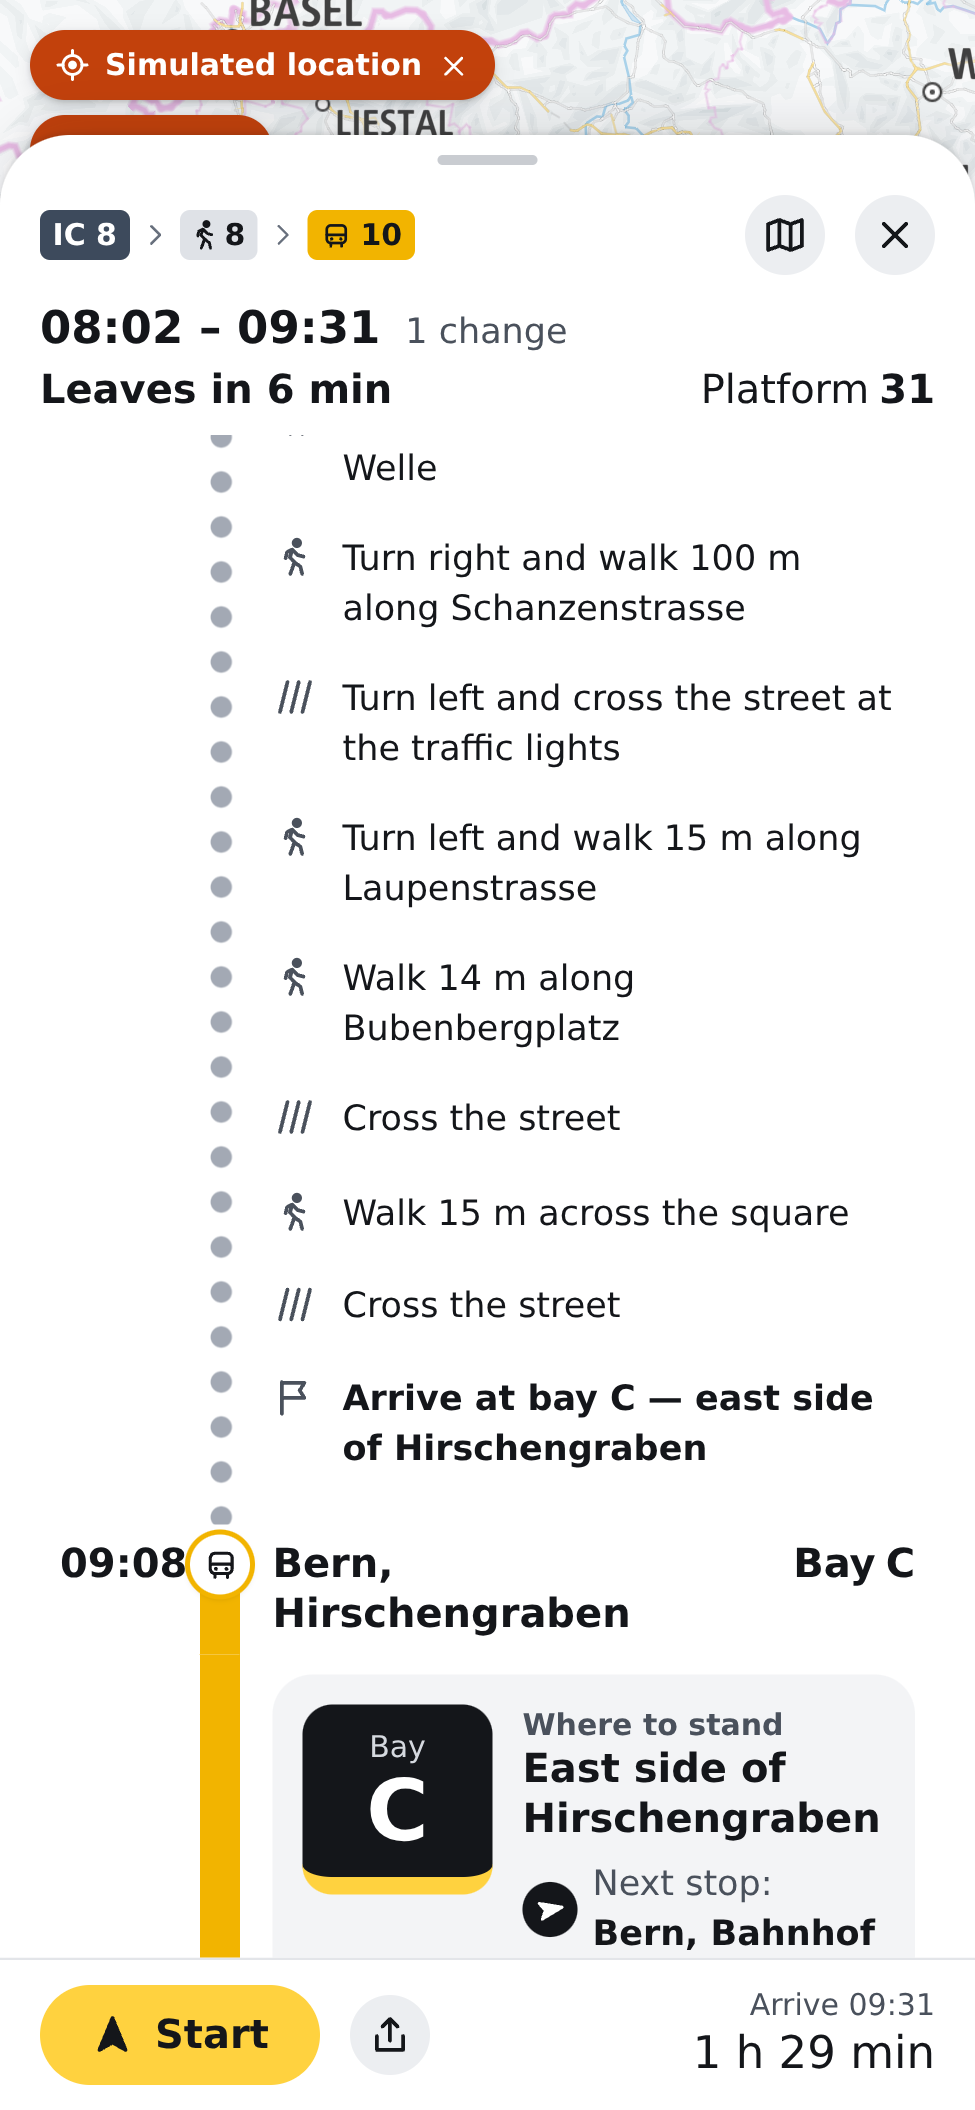 BASEL
Simulated location
LIESTAL
W
IC 8
8
10
08:02 – 09:31 1 change
Leaves in 6 min
Platform 31
Welle
Turn right and walk 100 m
along Schanzenstrasse
Turn left and cross the street at
the traffic lights
Turn left and walk 15 m along
Laupenstrasse
Walk 14 m along
Bubenbergplatz
Cross the street
Walk 15 m across the square
Cross the street
Arrive at bay C — east side
of Hirschengraben
09:08
Bern,
Hirschengraben
Bay C
Bay
C
Where to stand
East side of
Hirschengraben
Next stop:
Bern, Bahnhof
Start
Arrive 09:31
1 h 29 min